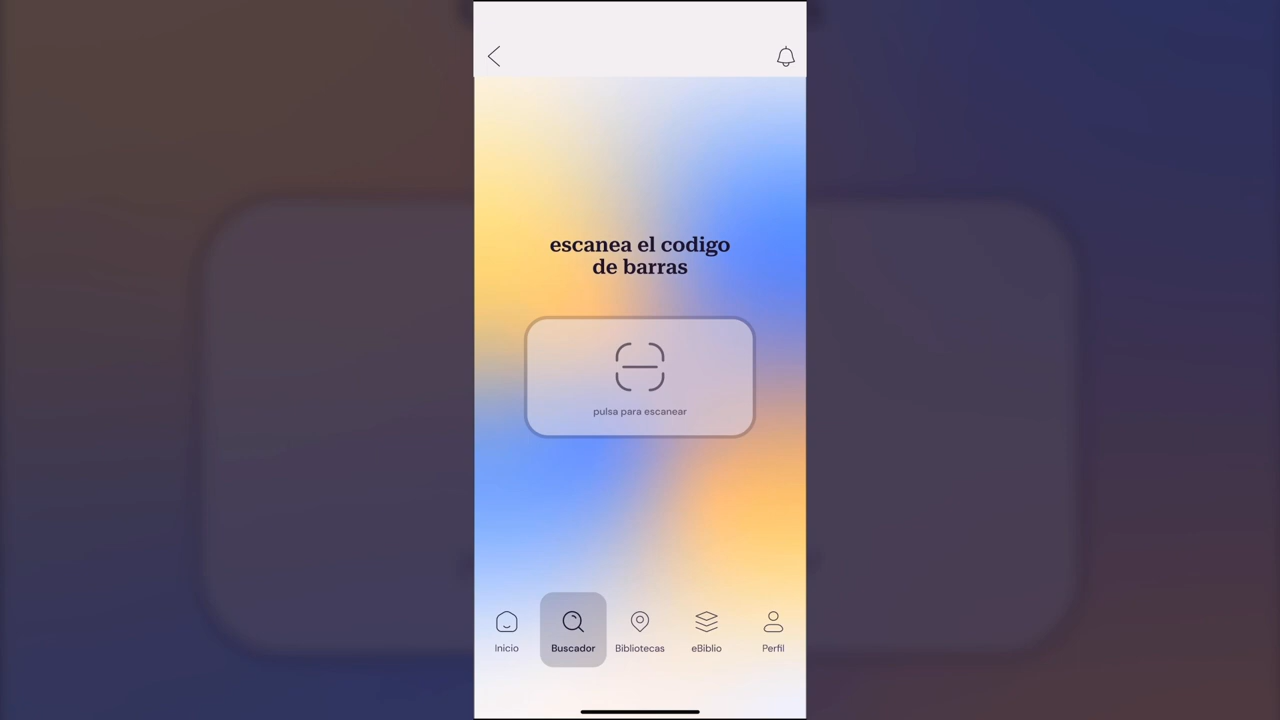 escanea el codigo
de barras
pulsa para escanear
Inicio
Buscador
Bibliotecas
eBiblio
Perfil